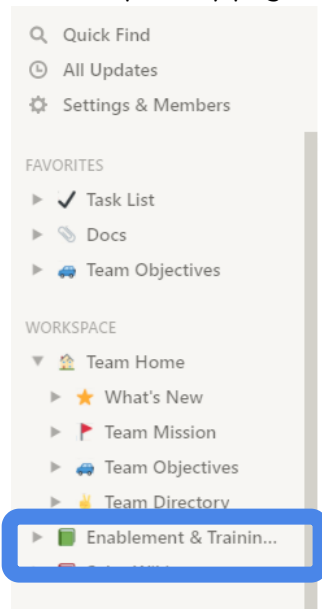 Quick Find
All Updates
Settings & Members
FAVORITES
Task List
Docs
Team Objectives
WORKSPACE
Team Home
What's New
Team Mission
Team Objectives
Team Directory
Enablement & Trainin...